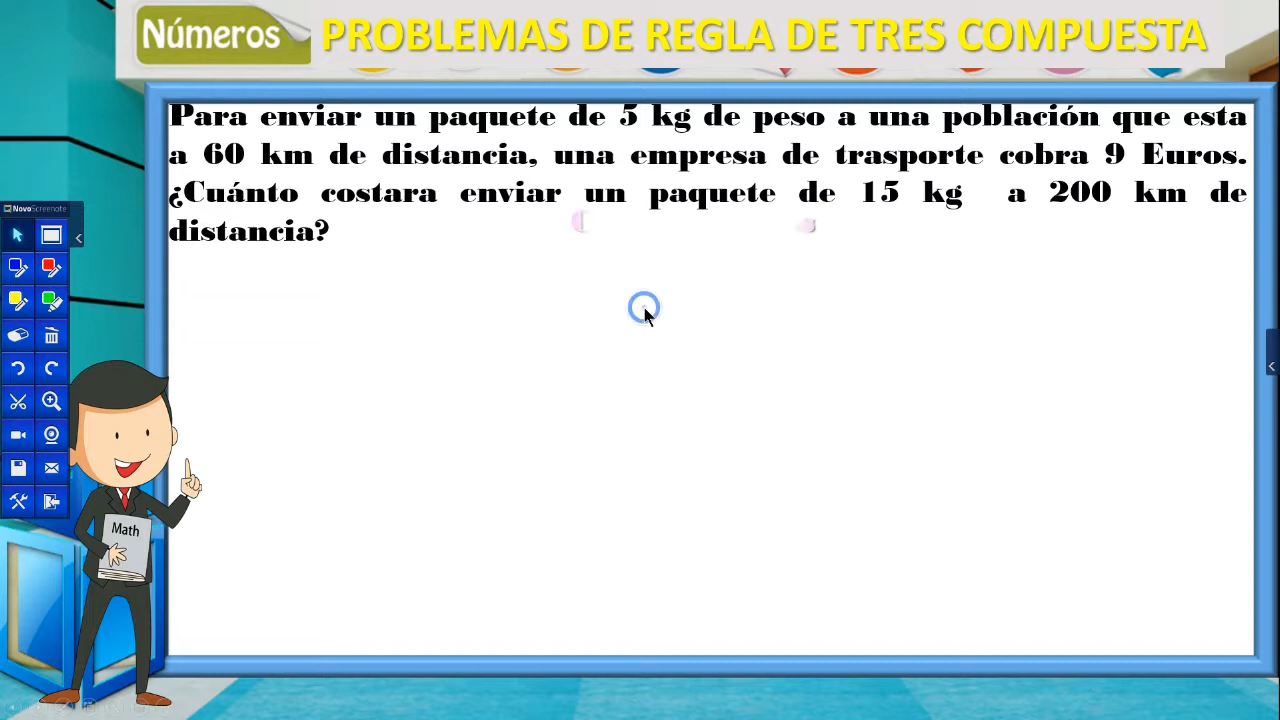 Números
PROBLEMAS DE REGLA DE TRES COMPUESTA
Para enviar un paquete de 5 kg de peso a una población que esta
a 60 km de distancia, una empresa de trasporte cobra 9 Euros.
¿Cuánto costara enviar un paquete de 15 kg a 200 km de
distancia?
NovoScreenote
Math